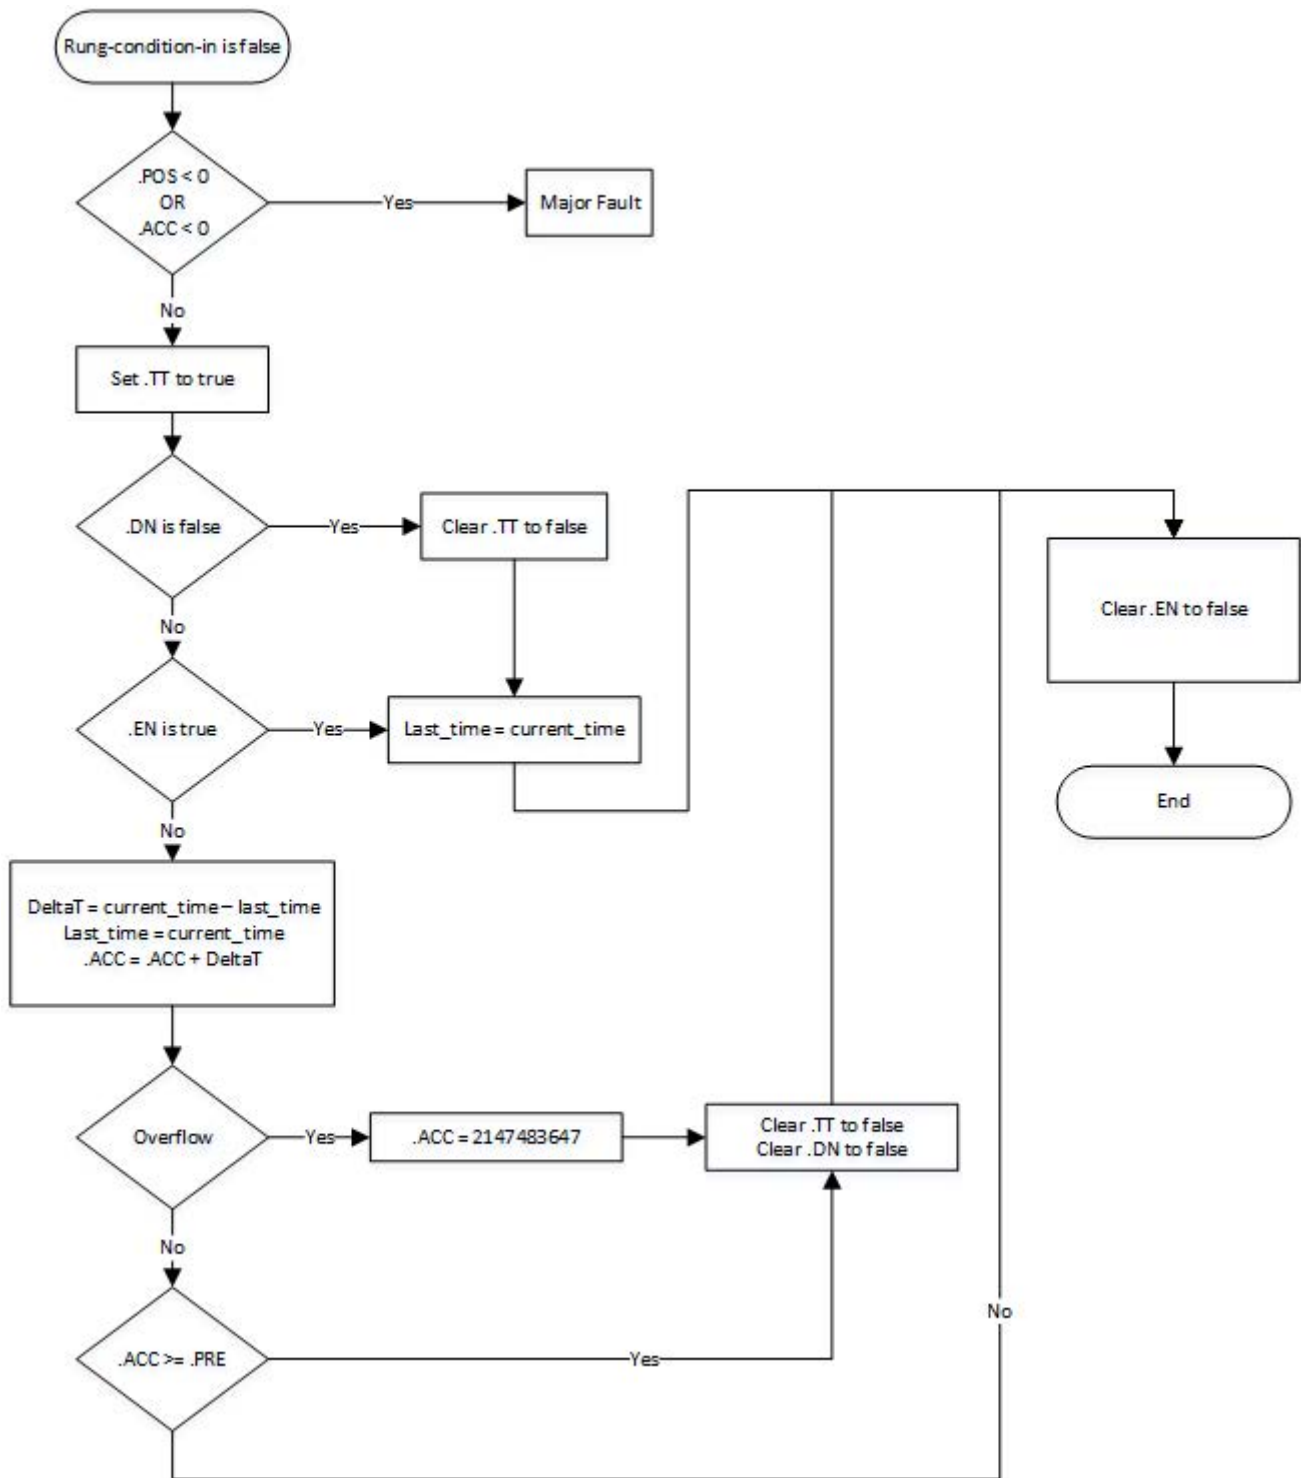 Rung-condition-in is false
.POS < 0
OR
.ACC < 0
Yes
Major Fault
No
Set .TT to true
.DN is false
Yes
Clear .TT to false
Clear .EN to false
No
.EN is true
Yes
Last_time = current_time
End
No
DeltaT = current_time – last_time
Last_time = current_time
.ACC = .ACC + DeltaT
Overflow
Yes
.ACC = 2147483647
Clear .TT to false
Clear .DN to false
No
No
.ACC >= .PRE
Yes